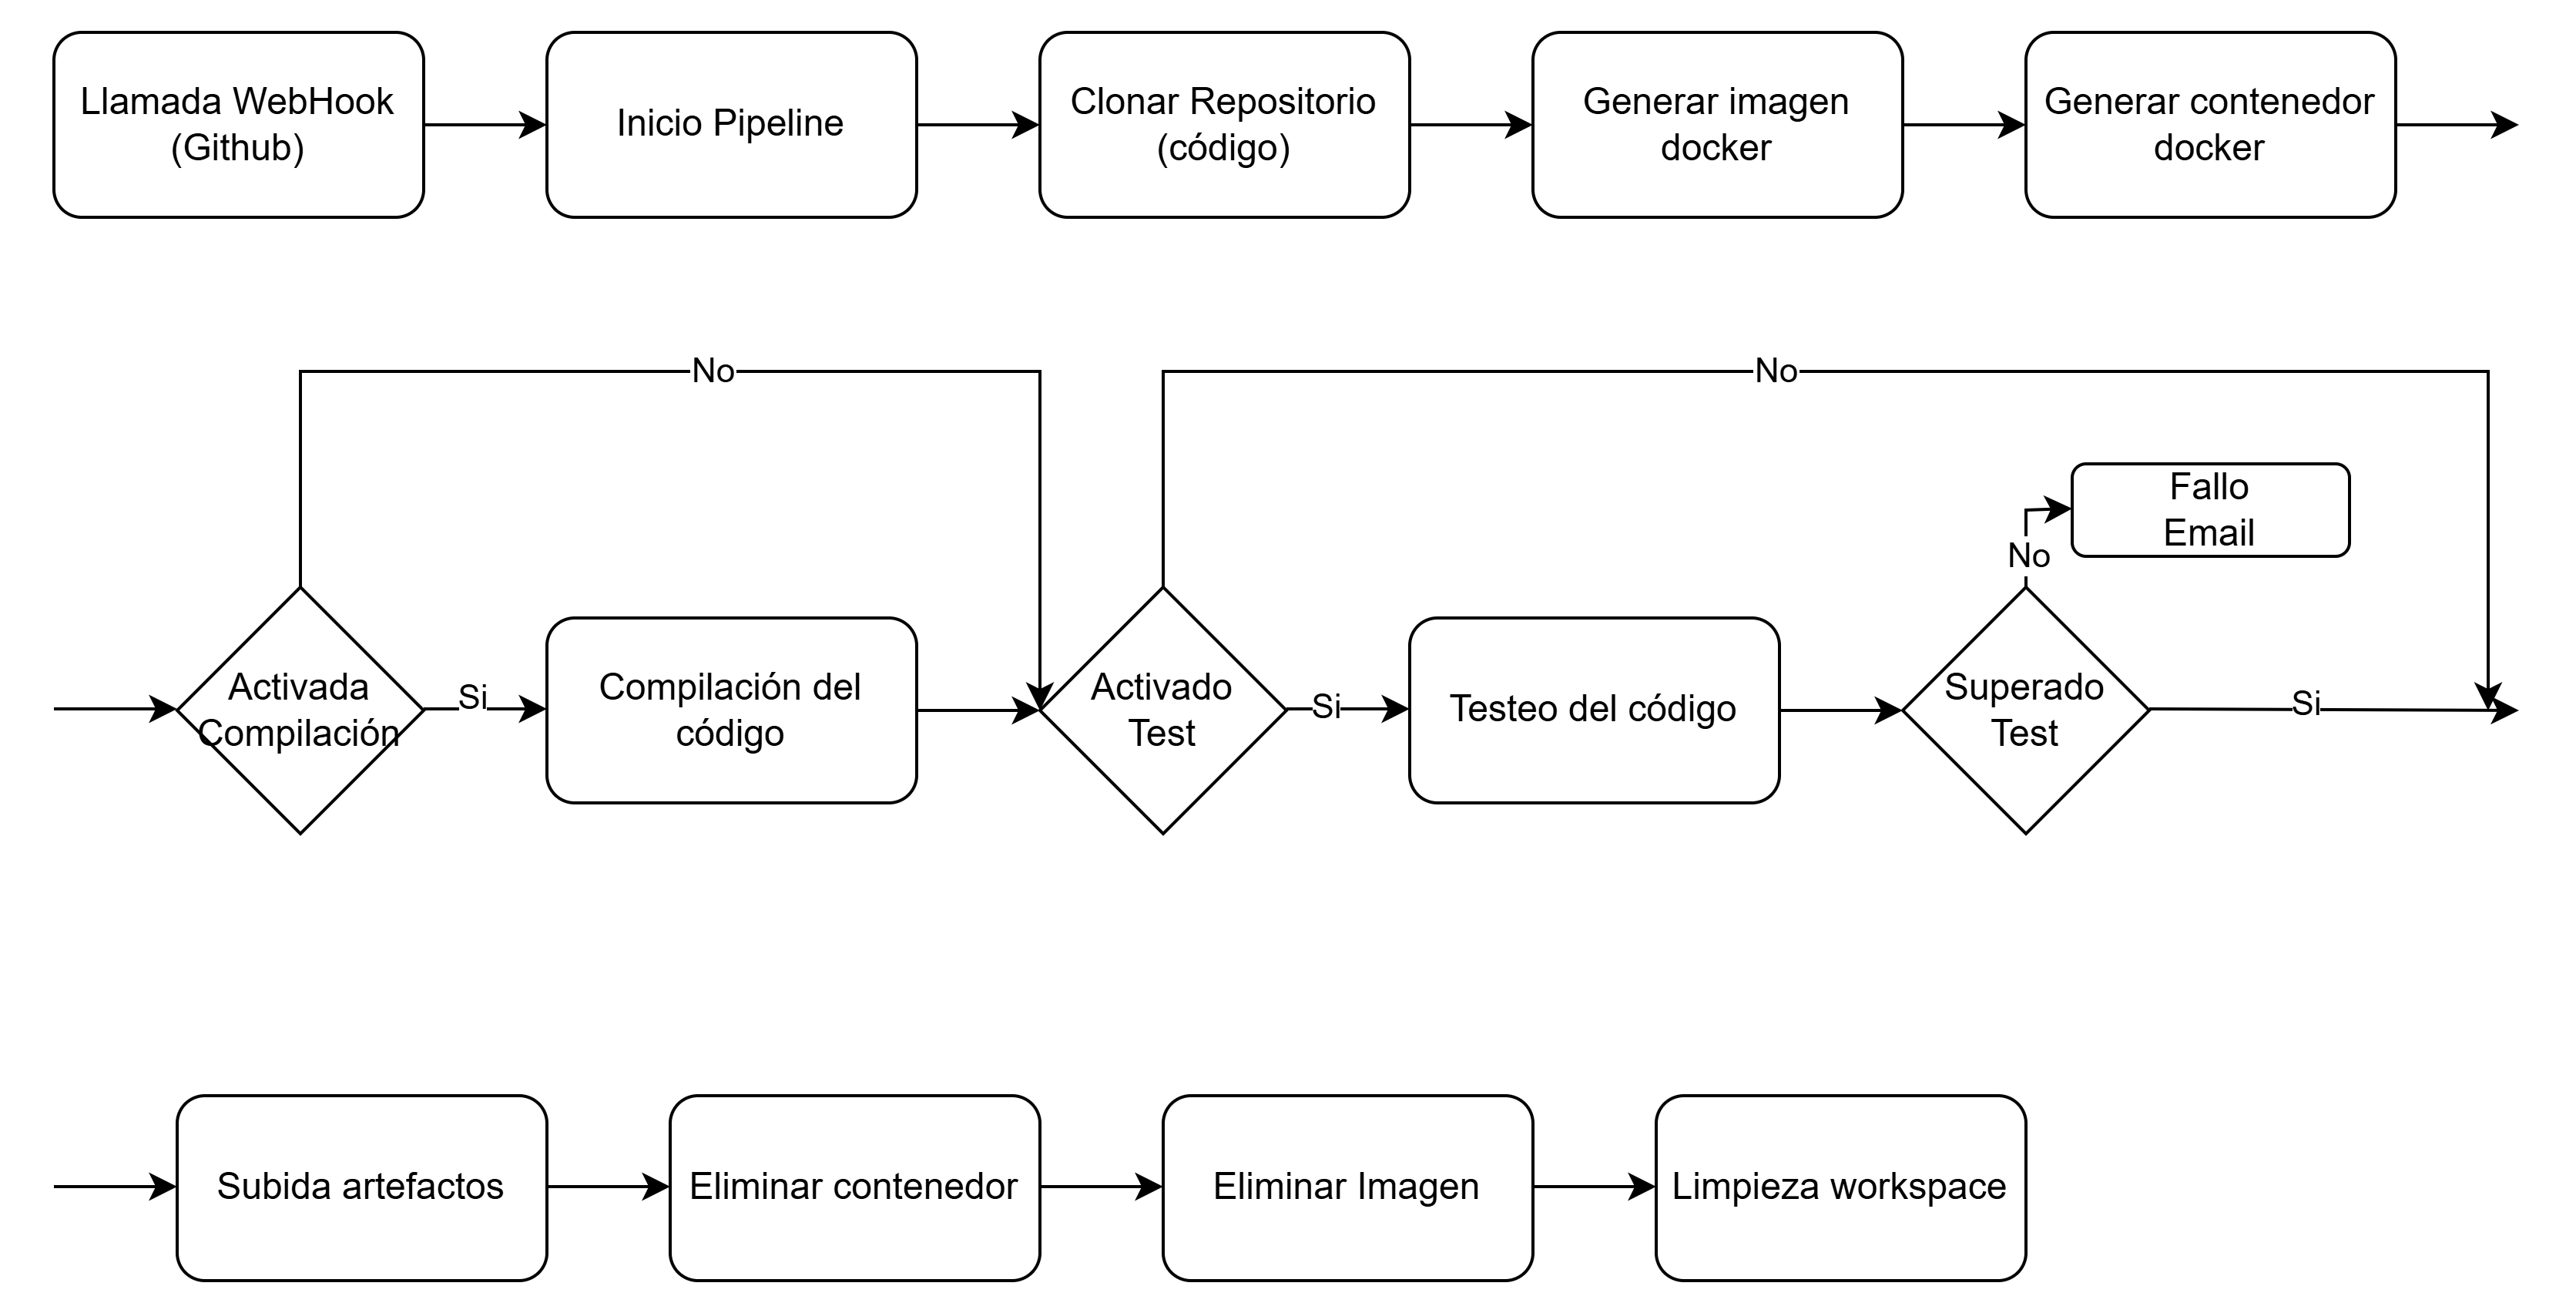 Llamada WebHook
(Github)
Inicio Pipeline
Clonar Repositorio
(código)
Generar imagen
docker
Generar contenedor
docker
No
No
Fallo
Email
No
Activada
Compilación
Si
Compilación del
código
Activado
Test
Si
Testeo del código
Superado
Test
Si
Subida artefactos
Eliminar contenedor
Eliminar Imagen
Limpieza workspace